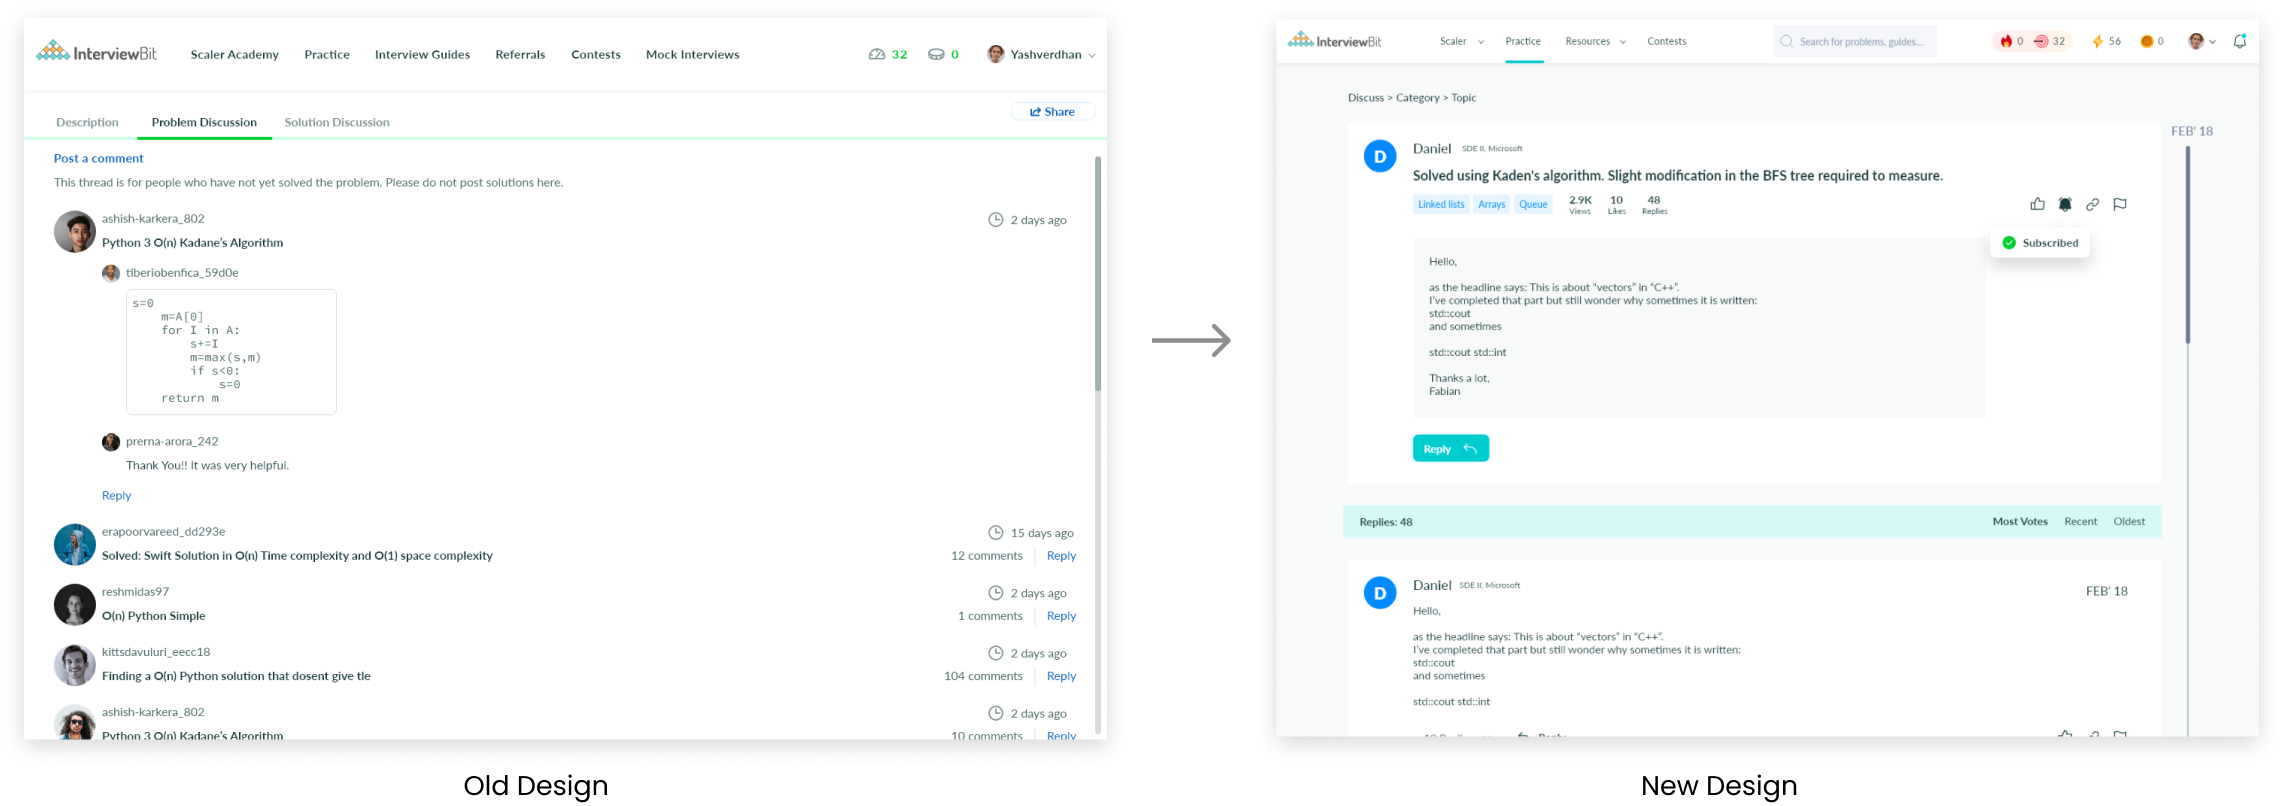 InterviewBit
Scaler Academy
Practice
Interview Guides
Referrals
Contests
Mock Interviews
32
0
Yashverdhan
Description
Problem Discussion
Solution Discussion
Share
Post a comment
This thread is for people who have not yet solved the problem. Please do not post solutions here.
ashish-karkera_802
2 days ago
Python 3 O(n) Kadane's Algorithm
tiberiobenfica_59d0e
s=0
m=A[0]
for I in A:
s+=I
m=max(s,m)
if s<0:
s=0
return m
prerna-arora_242
Thank You!! It was very helpful.
Reply
erapoorvareed_dd293e
15 days ago
Solved: Swift Solution in O(n) Time complexity and O(1) space complexity
12 comments
Reply
reshmidas97
2 days ago
O(n) Python Simple
1 comments
Reply
kittsdavuluri_eecc18
2 days ago
Finding a O(n) Python solution that dosent give tle
104 comments
Reply
ashish-karkera_802
2 days ago
Python 3 O(n) Kadane's Algorithm
10 comments
Reply
Old Design
InterviewBit
Scaler
Practice
Resources
Contests
Search for problems, guides...
0
32
56
0
Discuss > Category > Topic
FEB' 18
D
Daniel
SDE II, Microsoft
Solved using Kaden's algorithm. Slight modification in the BFS tree required to measure.
Linked lists
Arrays
Queue
2.9K
Views
10
Likes
48
Replies
Subscribed
Hello,
as the headline says: This is about “vectors” in “C++”.
I've completed that part but still wonder why sometimes it is written:
std::cout
and sometimes
std::cout std::int
Thanks a lot,
Fabian
Reply
Replies: 48
Most Votes
Recent
Oldest
D
Daniel
SDE II, Microsoft
FEB' 18
Hello,
as the headline says: This is about “vectors” in “C++”.
I've completed that part but still wonder why sometimes it is written:
std::cout
and sometimes
std::cout std::int
New Design